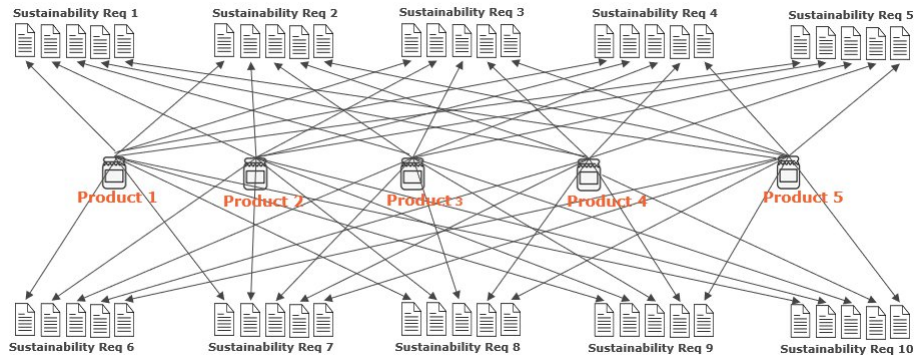 Sustainability Req 1
Sustainability Req 2
Sustainability Req 3
Sustainability Req 4
Sustainability Req 5
Product 1
Product 2
Product 3
Product 4
Product 5
Sustainability Req 6
Sustainability Req 7
Sustainability Req 8
Sustainability Req 9
Sustainability Req 10